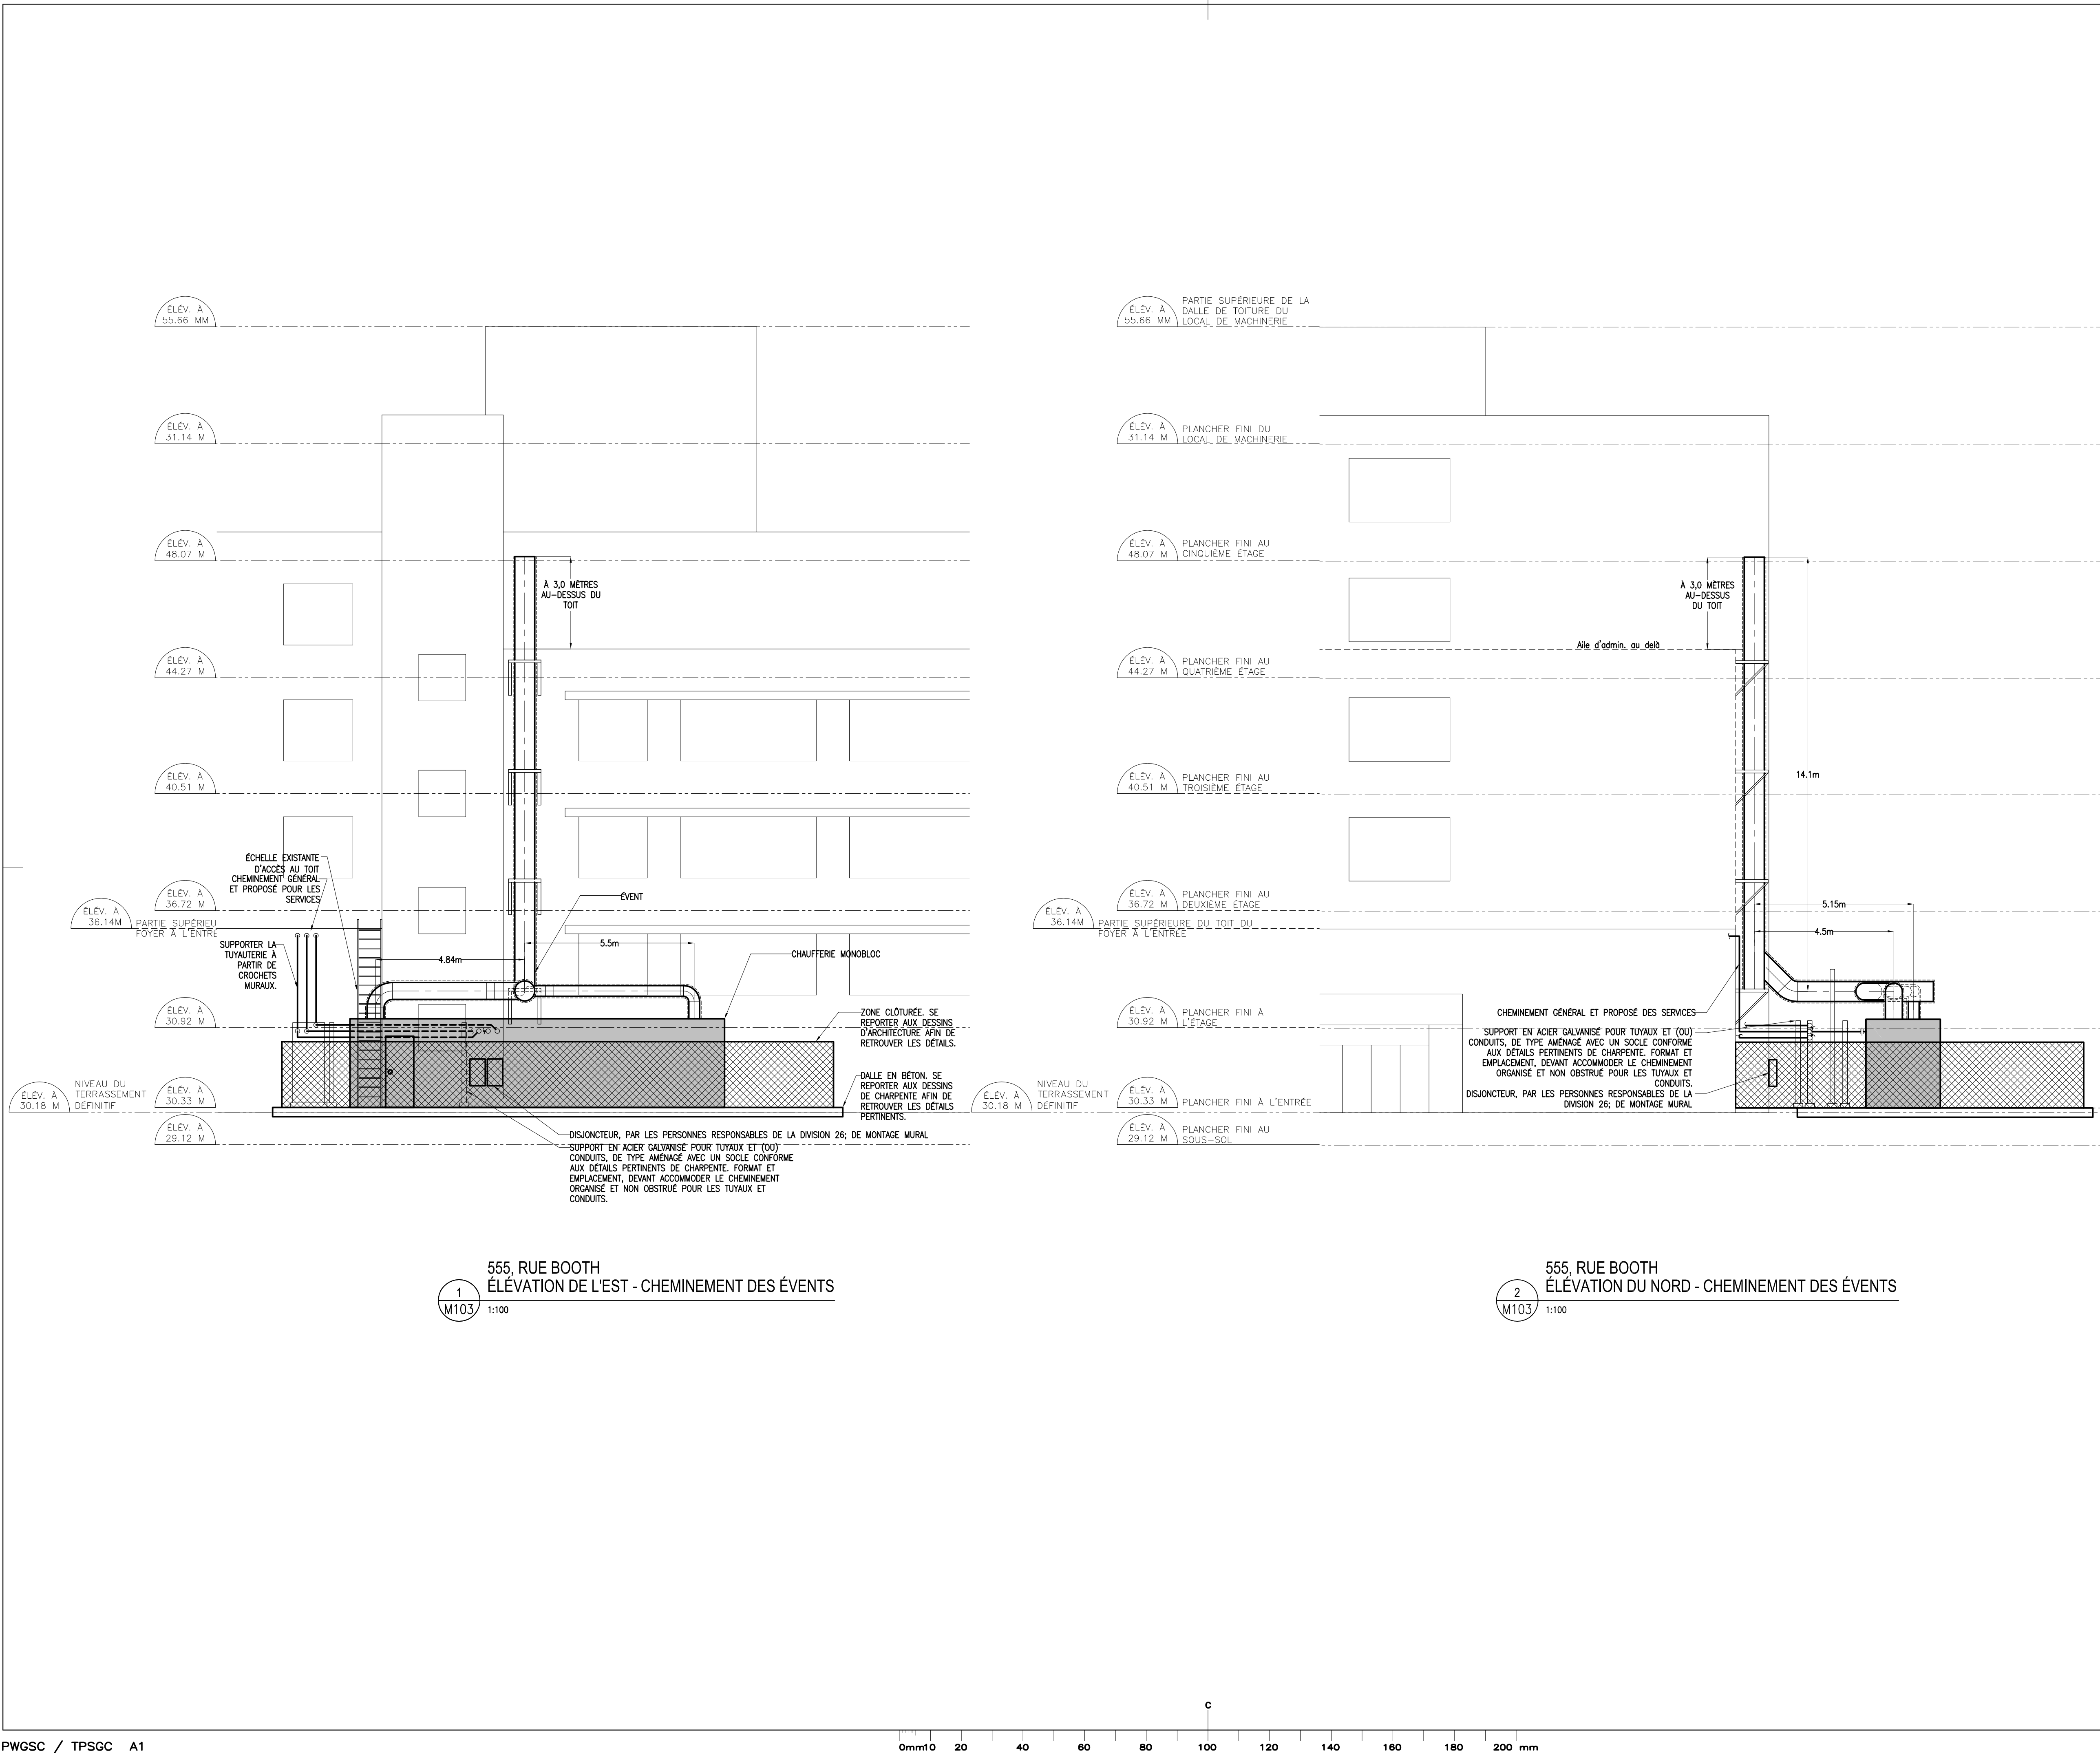 ÉLÉV. À
55.66 MM
ÉLÉV. À
31.14 M
ÉLÉV. À
48.07 M
À 3,0 MÈTRES
AU-DESSUS DU
TOIT
ÉLÉV. À
44.27 M
ÉLÉV. À
40.51 M
ÉCHELLE EXISTANTE
D'ACCÈS AU TOIT
CHEMINEMENT GÉNÉRAL
ET PROPOSÉ POUR LES
SERVICES
ÉLÉV. À
36.72 M
ÉLÉV. À
36.14M
PARTIE SUPÉRIEU
FOYER À L'ENTRÉ
ÉVENT
SUPPORTER LA
TUYAUTERIE À
PARTIR DE
CROCHETS
MURAUX.
5.5m
4.84m
CHAUFFERIE MONOBLOC
ÉLÉV. À
30.92 M
ZONE CLÔTURÉE. SE
REPORTER AUX DESSINS
D'ARCHITECTURE AFIN DE
RETROUVER LES DÉTAILS.
DALLE EN BÉTON. SE
REPORTER AUX DESSINS
DE CHARPENTE AFIN DE
RETROUVER LES DÉTAILS
PERTINENTS.
ÉLÉV. À
30.18 M
NIVEAU DU
TERRASSEMENT
DÉFINITIF
ÉLÉV. À
30.33 M
ÉLÉV. À
29.12 M
DISJONCTEUR, PAR LES PERSONNES RESPONSABLES DE LA DIVISION 26; DE MONTAGE MURAL
SUPPORT EN ACIER GALVANISÉ POUR TUYAUX ET (OU)
CONDUITS, DE TYPE AMÉNAGÉ AVEC UN SOCLE CONFORME
AUX DÉTAILS PERTINENTS DE CHARPENTE. FORMAT ET
EMPLACEMENT, DEVANT ACCOMMODER LE CHEMINEMENT
ORGANISÉ ET NON OBSTRUÉ POUR LES TUYAUX ET
CONDUITS.
555, RUE BOOTH
ÉLÉVATION DE L'EST - CHEMINEMENT DES ÉVENTS
1
M103
1:100
ÉLÉV. À
55.66 MM
PARTIE SUPÉRIEURE DE LA
DALLE DE TOITURE DU
LOCAL DE MACHINERIE
ÉLÉV. À
31.14 M
PLANCHER FINI DU
LOCAL DE MACHINERIE
ÉLÉV. À
48.07 M
PLANCHER FINI AU
CINQUIÈME ÉTAGE
À 3,0 MÈTRES
AU-DESSUS
DU TOIT
Aile d'admin. au delà
ÉLÉV. À
44.27 M
PLANCHER FINI AU
QUATRIÈME ÉTAGE
14.1m
ÉLÉV. À
40.51 M
PLANCHER FINI AU
TROISIÈME ÉTAGE
ÉLÉV. À
36.72 M
PLANCHER FINI AU
DEUXIÈME ÉTAGE
5.15m
ÉLÉV. À
36.14M
PARTIE SUPÉRIEURE DU TOIT DU
FOYER À L'ENTRÉE
4.5m
ÉLÉV. À
30.92 M
PLANCHER FINI À
L'ÉTAGE
CHEMINEMENT GÉNÉRAL ET PROPOSÉ DES SERVICES
SUPPORT EN ACIER GALVANISÉ POUR TUYAUX ET (OU)
CONDUITS, DE TYPE AMÉNAGÉ AVEC UN SOCLE CONFORME
AUX DÉTAILS PERTINENTS DE CHARPENTE. FORMAT ET
EMPLACEMENT, DEVANT ACCOMMODER LE CHEMINEMENT
ORGANISÉ ET NON OBSTRUÉ POUR LES TUYAUX ET
CONDUITS.
DISJONCTEUR, PAR LES PERSONNES RESPONSABLES DE LA
DIVISION 26; DE MONTAGE MURAL
ÉLÉV. À
30.18 M
NIVEAU DU
TERRASSEMENT
DÉFINITIF
ÉLÉV. À
30.33 M
PLANCHER FINI À L'ENTRÉE
ÉLÉV. À
29.12 M
PLANCHER FINI AU
SOUS-SOL
555, RUE BOOTH
ÉLÉVATION DU NORD - CHEMINEMENT DES ÉVENTS
2
M103
1:100
C
PWGSC / TPSGC A1
0mm10 20 40 60 80 100 120 140 160 180 200 mm